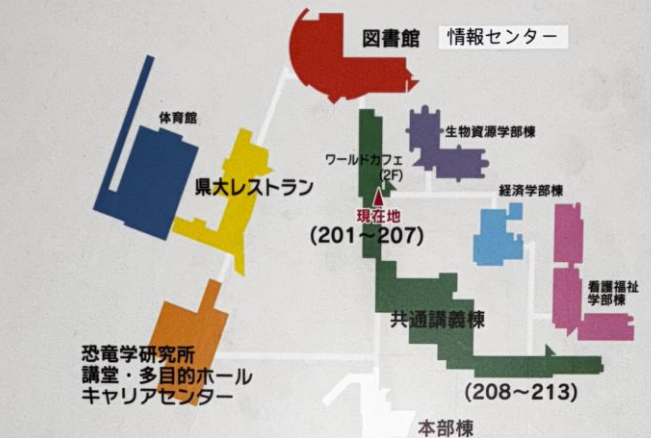 図書館
情報センター
体育館
生物資源学部棟
ワールドカフェ
(2F)
県大レストラン
経済学部棟
現在地
(201〜207)
看護福祉
学部棟
共通講義棟
恐竜学研究所
講堂・多目的ホール
キャリアセンター
(208〜213)
本部棟